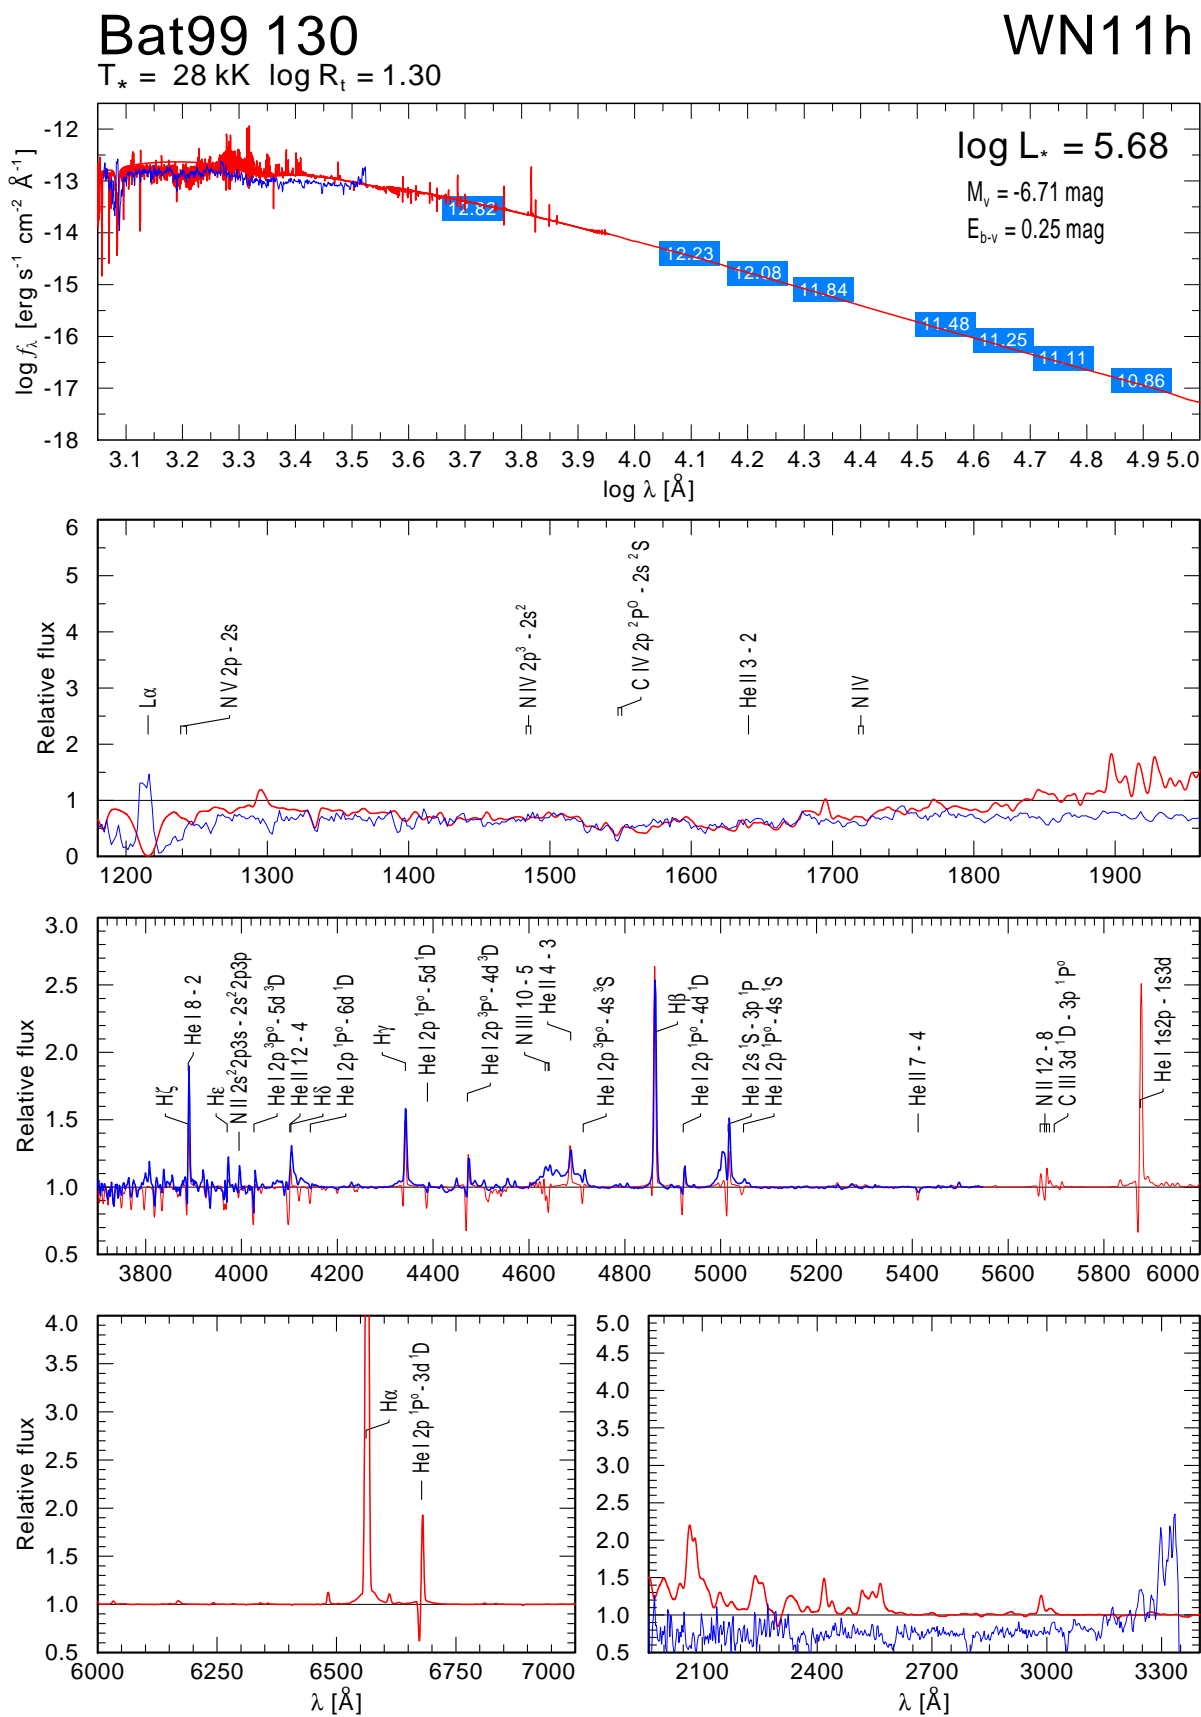 Bat99 130
WN11h
T* = 28 kK log Rt = 1.30
log L* = 5.68
Mv = -6.71 mag
Eb-v = 0.25 mag
log fλ [erg s⁻¹ cm⁻² Å⁻¹]
-12
-13
-14
-15
-16
-17
-18
12.82
12.23
12.08
11.84
11.48
11.25
11.11
10.86
3.1 3.2 3.3 3.4 3.5 3.6 3.7 3.8 3.9 4.0 4.1 4.2 4.3 4.4 4.5 4.6 4.7 4.8 4.9 5.0
log λ [Å]
Relative flux
6
5
4
3
2
1
0
Lα
N V 2p - 2s
N IV 2p³ - 2s²
C IV 2p ²P⁰ - 2s ²S
He II 3 - 2
N IV
1200 1300 1400 1500 1600 1700 1800 1900
Relative flux
3.0
2.5
2.0
1.5
1.0
0.5
Hζ
He I 8 - 2
Hε
N II 2s²2p3s - 2s²2p3p
He I 2p ³P⁰ - 5d ³D
He II 12 - 4
Hδ
He I 2p ¹P⁰ - 6d ¹D
Hγ
He I 2p ¹P⁰ - 5d ¹D
He I 2p ³P⁰ - 4d ³D
N III 10 - 5
He II 4 - 3
He I 2p ³P⁰ - 4s ³S
Hβ
He I 2p ¹P⁰ - 4d ¹D
He I 2s ¹S - 3p ¹P
He I 2p ¹P⁰ - 4s ¹S
He II 7 - 4
N II 12 - 8
C III 3d ¹D - 3p ¹P⁰
He I 1s2p - 1s3d
3800 4000 4200 4400 4600 4800 5000 5200 5400 5600 5800 6000
Relative flux
4.0
3.5
3.0
2.5
2.0
1.5
1.0
0.5
Hα
He I 2p ¹P⁰ - 3d ¹D
6000 6250 6500 6750 7000
λ [Å]
5.0
4.5
4.0
3.5
3.0
2.5
2.0
1.5
1.0
0.5
2100 2400 2700 3000 3300
λ [Å]